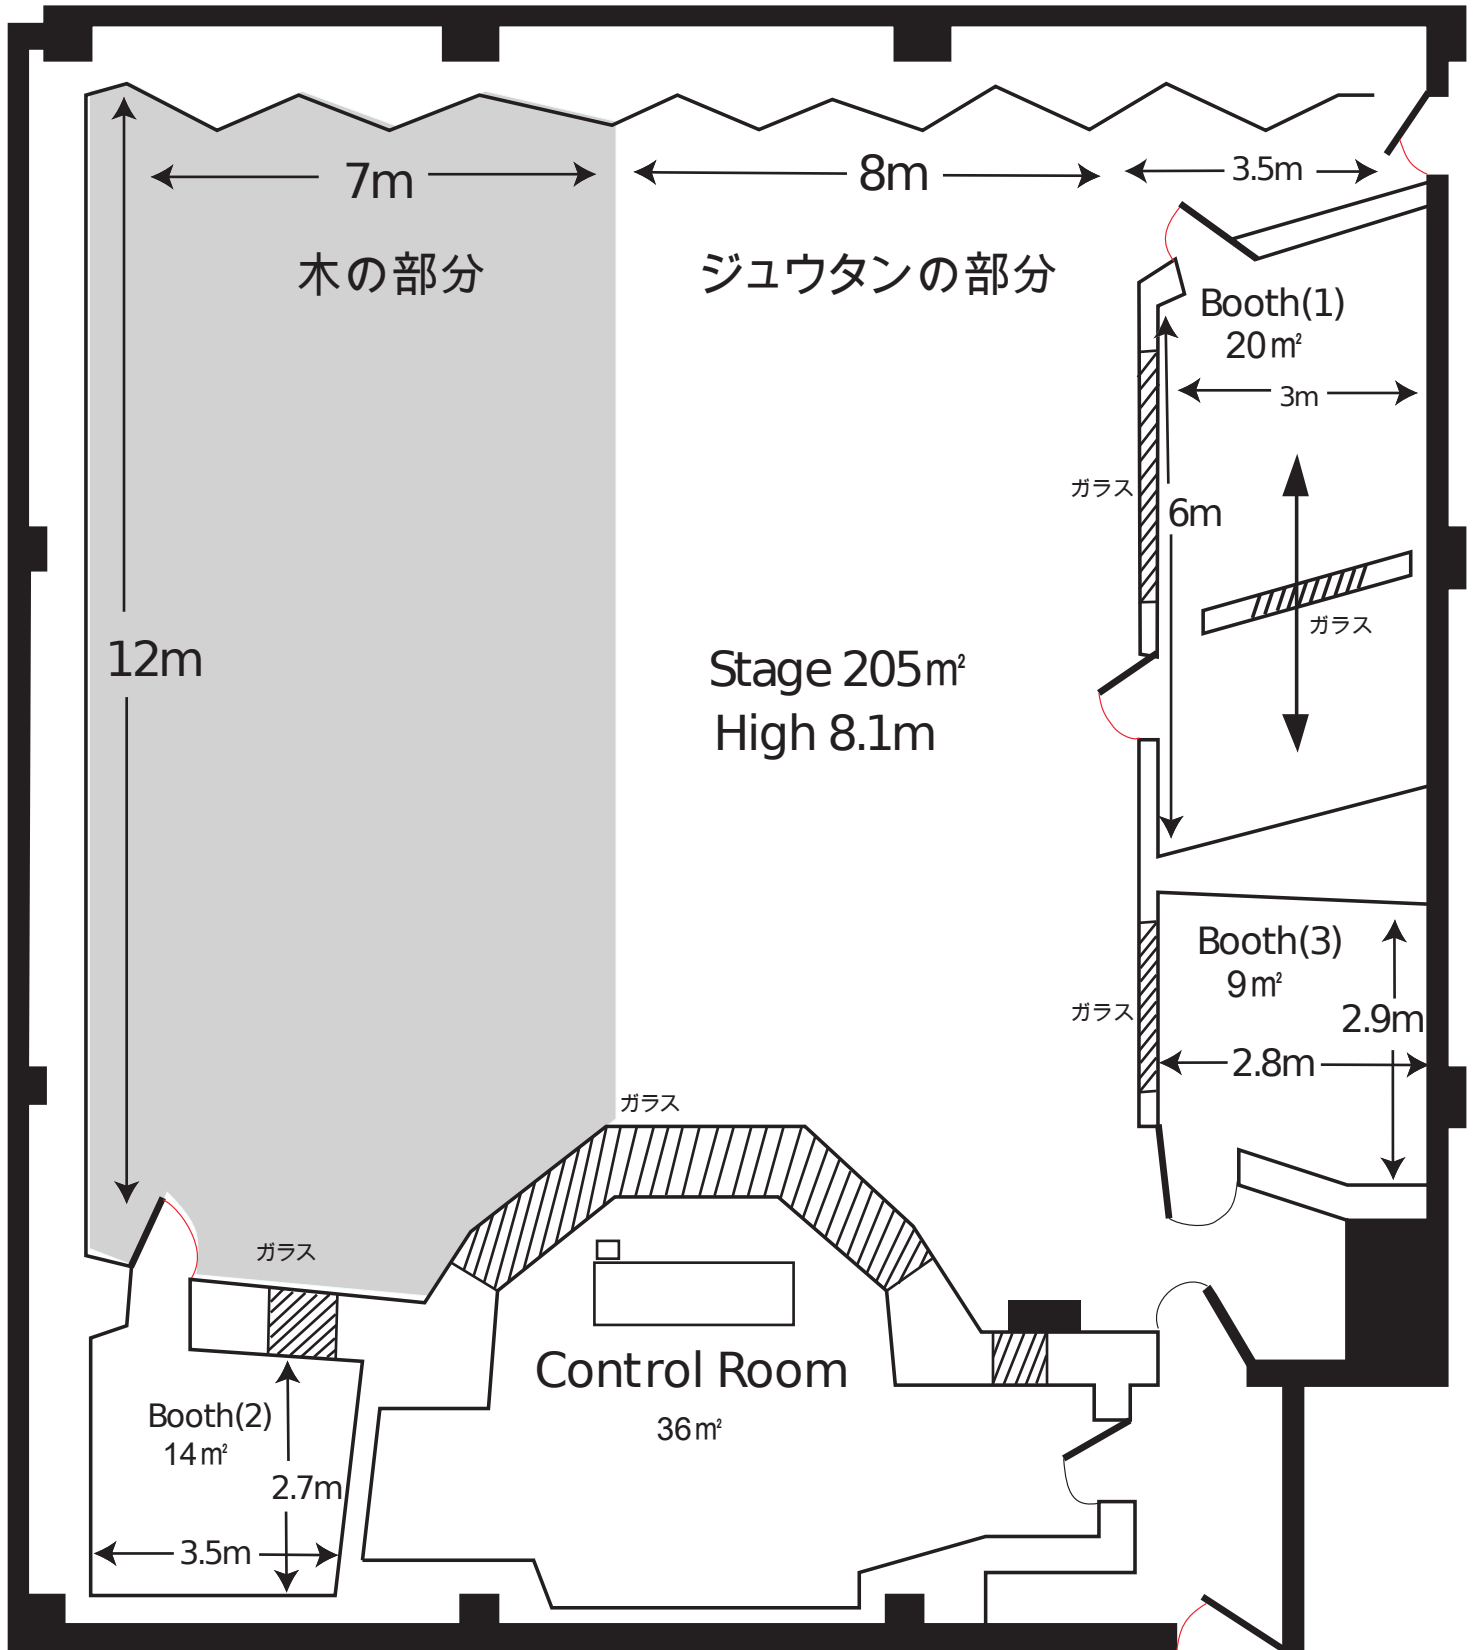 7m
8m
3.5m
木の部分
ジュウタンの部分
Booth(1)
20㎡
3m
ガラス
6m
ガラス
12m
Stage 205㎡
High 8.1m
Booth(3)
9㎡
ガラス
2.9m
2.8m
ガラス
ガラス
Control Room
36㎡
Booth(2)
14㎡
2.7m
3.5m